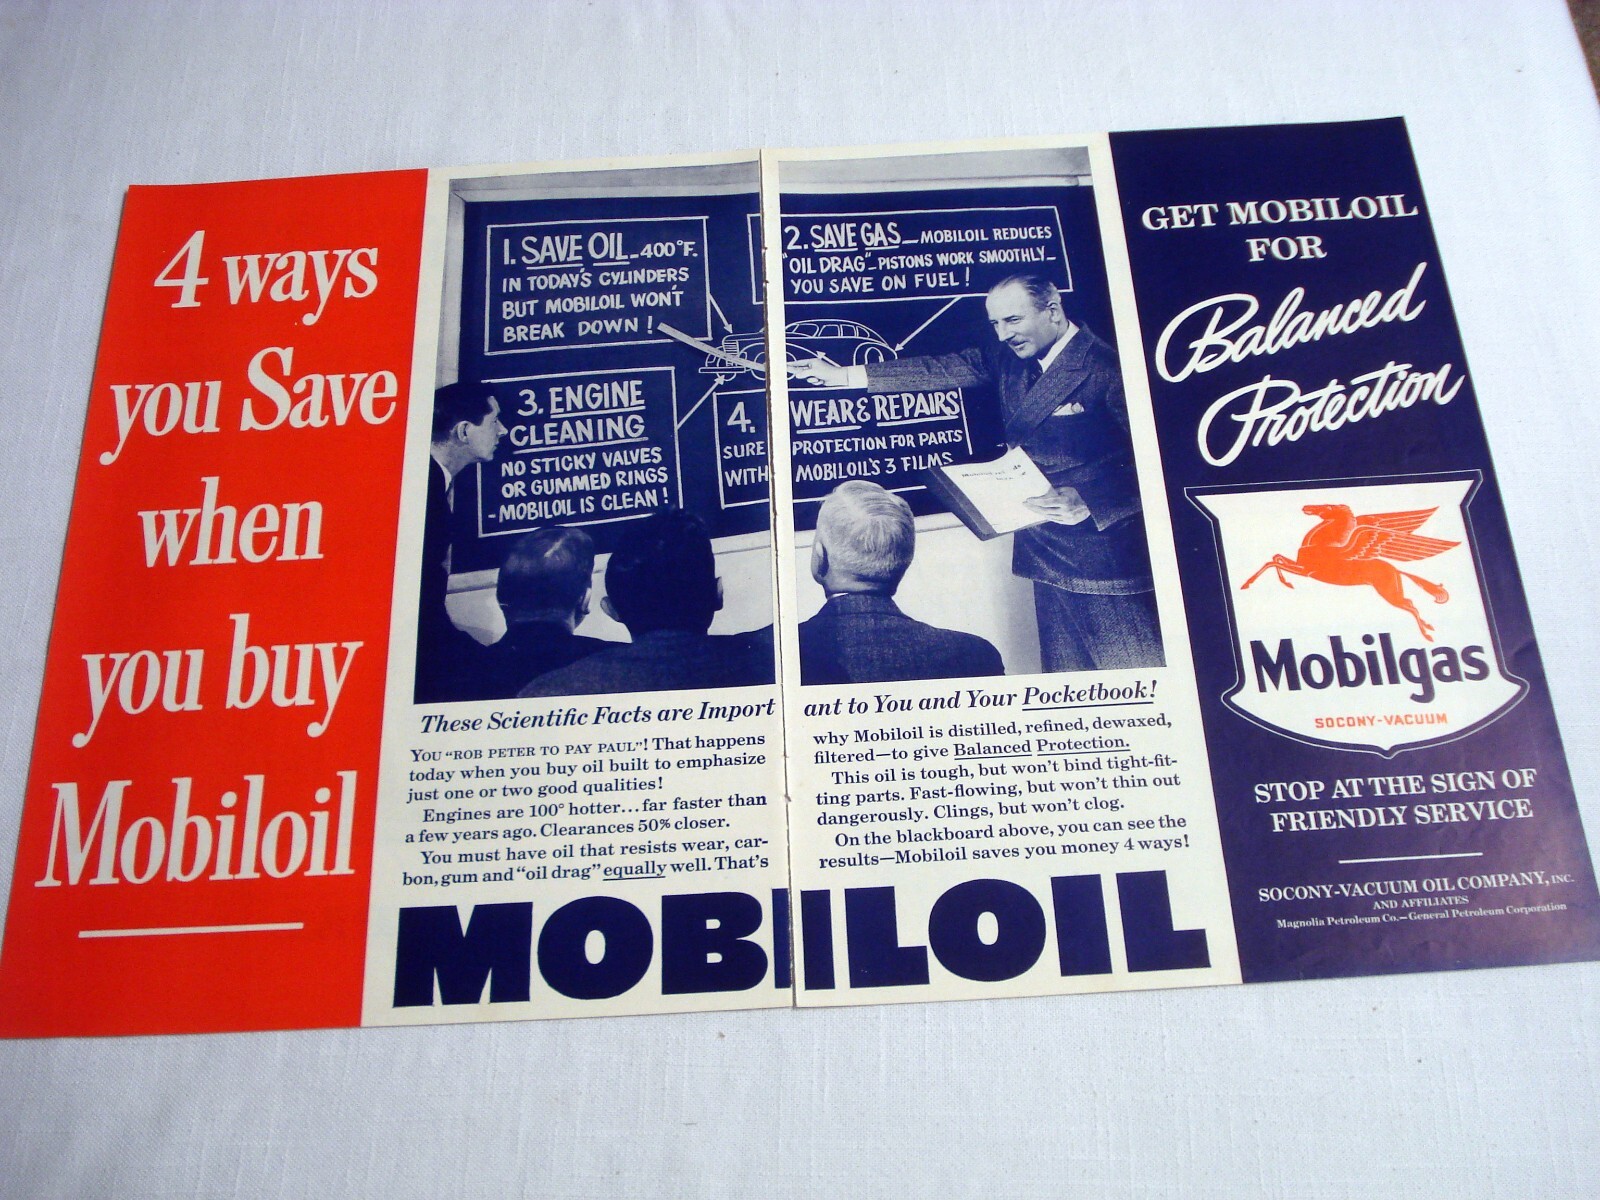 4 ways
you Save
when
you buy
Mobiloil
1. SAVE OIL - 400°F.
IN TODAY'S CYLINDERS
BUT MOBILOIL WON'T
BREAK DOWN!
2. SAVE GAS - MOBILOIL REDUCES
"OIL DRAG" - PISTONS WORK SMOOTHLY -
YOU SAVE ON FUEL!
3. ENGINE
CLEANING
NO STICKY VALVES
OR GUMMED RINGS
- MOBILOIL IS CLEAN!
4. WEAR & REPAIRS
SURE PROTECTION FOR PARTS
WITH MOBILOIL'S 3 FILMS
These Scientific Facts are Important to You and Your Pocketbook!
YOU "ROB PETER TO PAY PAUL"! That happens
today when you buy oil built to emphasize
just one or two good qualities!
Engines are 100° hotter...far faster than
a few years ago. Clearances 50% closer.
You must have oil that resists wear, car-
bon, gum and "oil drag" equally well. That's
why Mobiloil is distilled, refined, dewaxed,
filtered—to give Balanced Protection.
This oil is tough, but won't bind tight-fit-
ting parts. Fast-flowing, but won't thin out
dangerously. Clings, but won't clog.
On the blackboard above, you can see the
results—Mobiloil saves you money 4 ways!
MOBILOIL
GET MOBILOIL
FOR
Balanced
Protection
Mobilgas
SOCONY-VACUUM
STOP AT THE SIGN OF
FRIENDLY SERVICE
SOCONY-VACUUM OIL COMPANY, INC.
AND AFFILIATES
Magnolia Petroleum Co.—General Petroleum Corporation